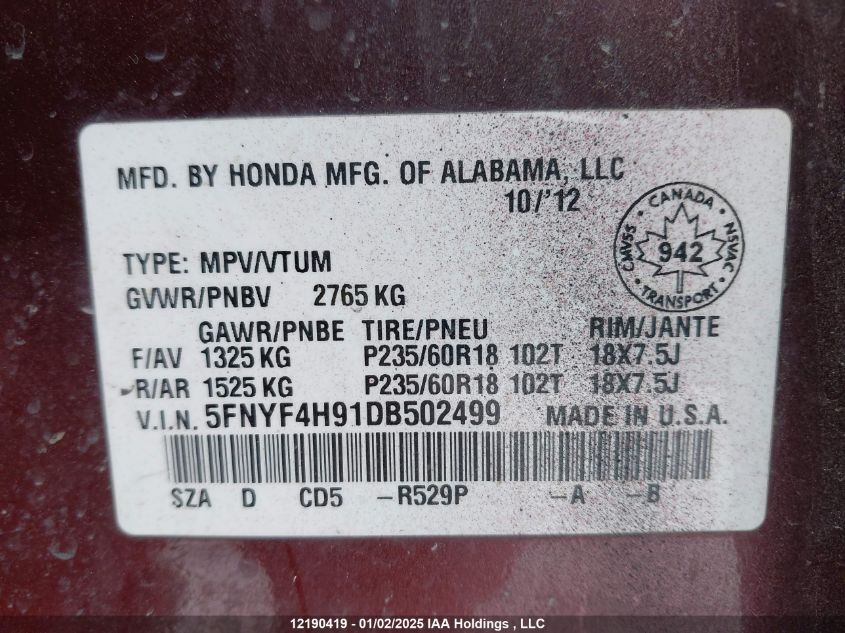 MFD. BY HONDA MFG. OF ALABAMA, LLC
10/'12
CANADA
CMVSS 942 NSVAC
TRANSPORT
TYPE: MPV/VTUM
GVWR/PNBV 2765 KG
GAWR/PNBE TIRE/PNEU RIM/JANTE
F/AV 1325 KG P235/60R18 102T 18X7.5J
R/AR 1525 KG P235/60R18 102T 18X7.5J
V.I.N. 5FNYF4H91DB502499 MADE IN U.S.A.
SZA D CD5 -R529P -A -B
12190419 - 01/02/2025 IAA Holdings , LLC